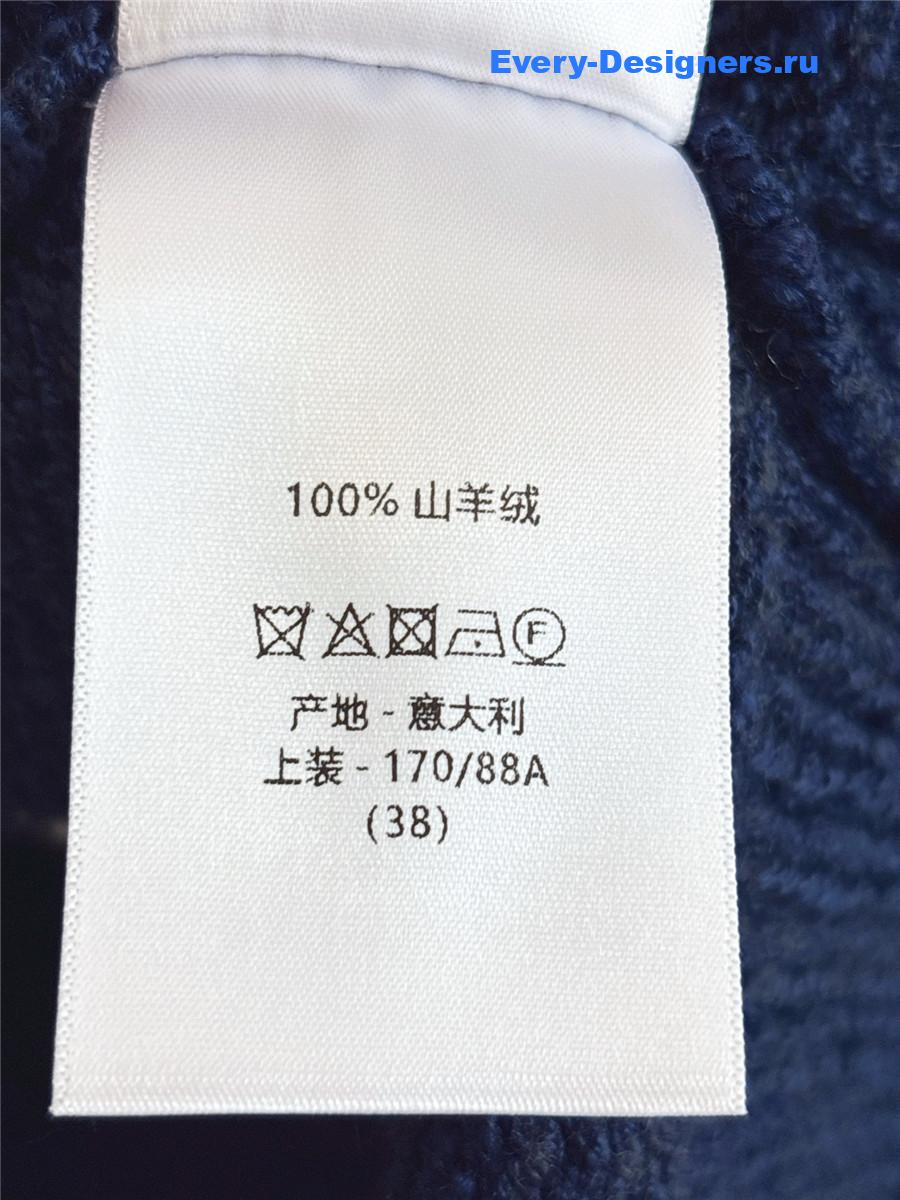 Every-Designers.ru
100% 山羊绒
F
产地 - 意大利
上装 - 170/88A
(38)